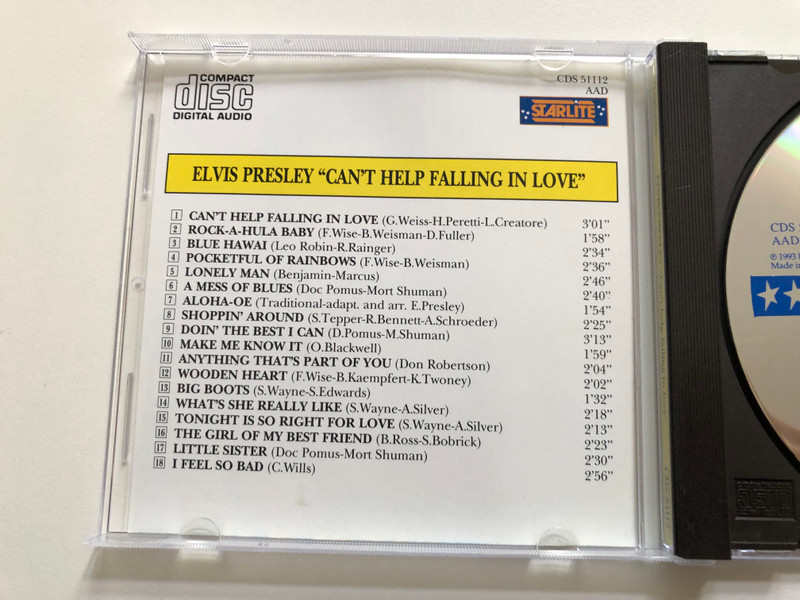 COMPACT
disc
DIGITAL AUDIO
CDS 51112
AAD
STARLITE
ELVIS PRESLEY “CAN'T HELP FALLING IN LOVE”
1 CAN'T HELP FALLING IN LOVE (G.Weiss-H.Peretti-L.Creatore) 3'01”
2 ROCK-A-HULA BABY (F.Wise-B.Weisman-D.Fuller) 1'58”
3 BLUE HAWAI (Leo Robin-R.Rainger) 2'34”
4 POCKETFUL OF RAINBOWS (F.Wise-B.Weisman) 2'36”
5 LONELY MAN (Benjamin-Marcus) 2'46”
6 A MESS OF BLUES (Doc Pomus-Mort Shuman) 2'40”
7 ALOHA-OE (Traditional-adapt. and arr. E.Presley) 1'54”
8 SHOPPIN' AROUND (S.Tepper-R.Bennett-A.Schroeder) 2'25”
9 DOIN' THE BEST I CAN (D.Pomus-M.Shuman) 3'13”
10 MAKE ME KNOW IT (O.Blackwell) 1'59”
11 ANYTHING THAT'S PART OF YOU (Don Robertson) 2'04”
12 WOODEN HEART (F.Wise-B.Kaempfert-K.Twoney) 2'02”
13 BIG BOOTS (S.Wayne-S.Edwards) 1'32”
14 WHAT'S SHE REALLY LIKE (S.Wayne-A.Silver) 2'18”
15 TONIGHT IS SO RIGHT FOR LOVE (S.Wayne-A.Silver) 2'13”
16 THE GIRL OF MY BEST FRIEND (B.Ross-S.Bobrick) 2'23”
17 LITTLE SISTER (Doc Pomus-Mort Shuman) 2'30”
18 I FEEL SO BAD (C.Wills) 2'56”
CDS
AAD
℗ 1993
Made in